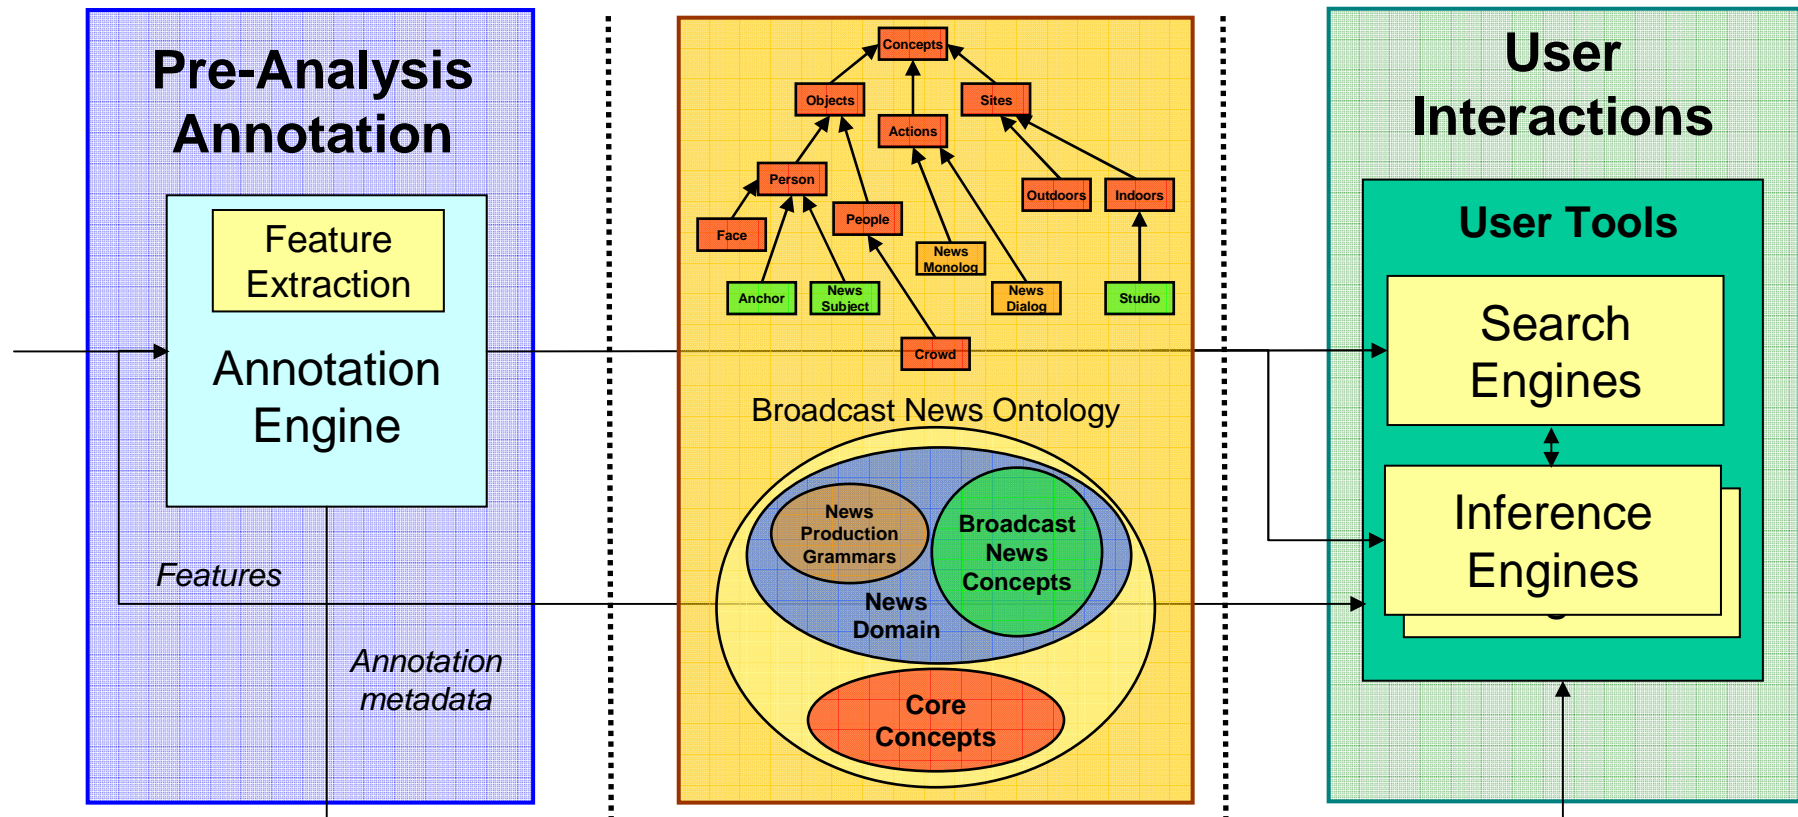 Pre-Analysis
Annotation
Feature
Extraction
Annotation
Engine
Features
Annotation
metadata
Concepts
Objects
Sites
Actions
Person
Outdoors
Indoors
People
Face
News
Monolog
Anchor
News
Subject
News
Dialog
Studio
Crowd
Broadcast News Ontology
News
Production
Grammars
Broadcast
News
Concepts
News
Domain
Core
Concepts
User
Interactions
User Tools
Search
Engines
Inference
Engines